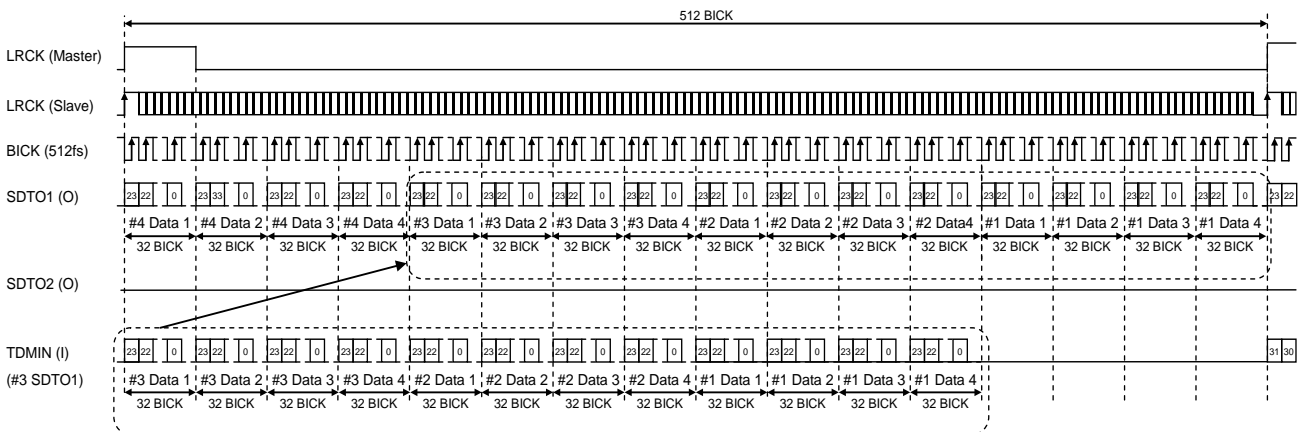 512 BICK
LRCK (Master)
LRCK (Slave)
BICK (512fs)
SDTO1 (O) 23 22 0 23 33 0 23 22 0 23 22 0 23 22 0 23 22 0 23 22 0 23 22 0 23 22 0 23 22 0 23 22 0 23 22 0 23 22 0 23 22 0 23 22 0 23 22 0 23 22
#4 Data 1 #4 Data 2 #4 Data 3 #4 Data 4 #3 Data 1 #3 Data 2 #3 Data 3 #3 Data 4 #2 Data 1 #2 Data 2 #2 Data 3 #2 Data4 #1 Data 1 #1 Data 2 #1 Data 3 #1 Data 4
32 BICK 32 BICK 32 BICK 32 BICK 32 BICK 32 BICK 32 BICK 32 BICK 32 BICK 32 BICK 32 BICK 32 BICK 32 BICK 32 BICK 32 BICK 32 BICK
SDTO2 (O)
TDMIN (I) 23 22 0 23 22 0 23 22 0 23 22 0 23 22 0 23 22 0 23 22 0 23 22 0 23 22 0 23 22 0 23 22 0 23 22 0 31 30
(#3 SDTO1) #3 Data 1 #3 Data 2 #3 Data 3 #3 Data 4 #2 Data 1 #2 Data 2 #2 Data 3 #2 Data 4 #1 Data 1 #1 Data 2 #1 Data 3 #1 Data 4
32 BICK 32 BICK 32 BICK 32 BICK 32 BICK 32 BICK 32 BICK 32 BICK 32 BICK 32 BICK 32 BICK 32 BICK